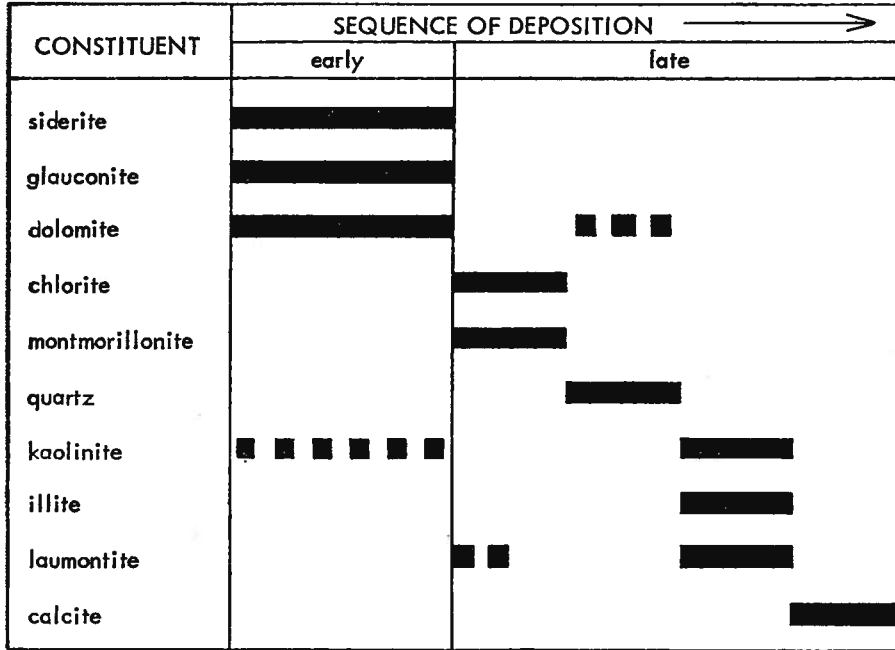 CONSTITUENT
SEQUENCE OF DEPOSITION
early
late
siderite
glauconite
dolomite
chlorite
montmorillonite
quartz
kaolinite
illite
laumontite
calcite